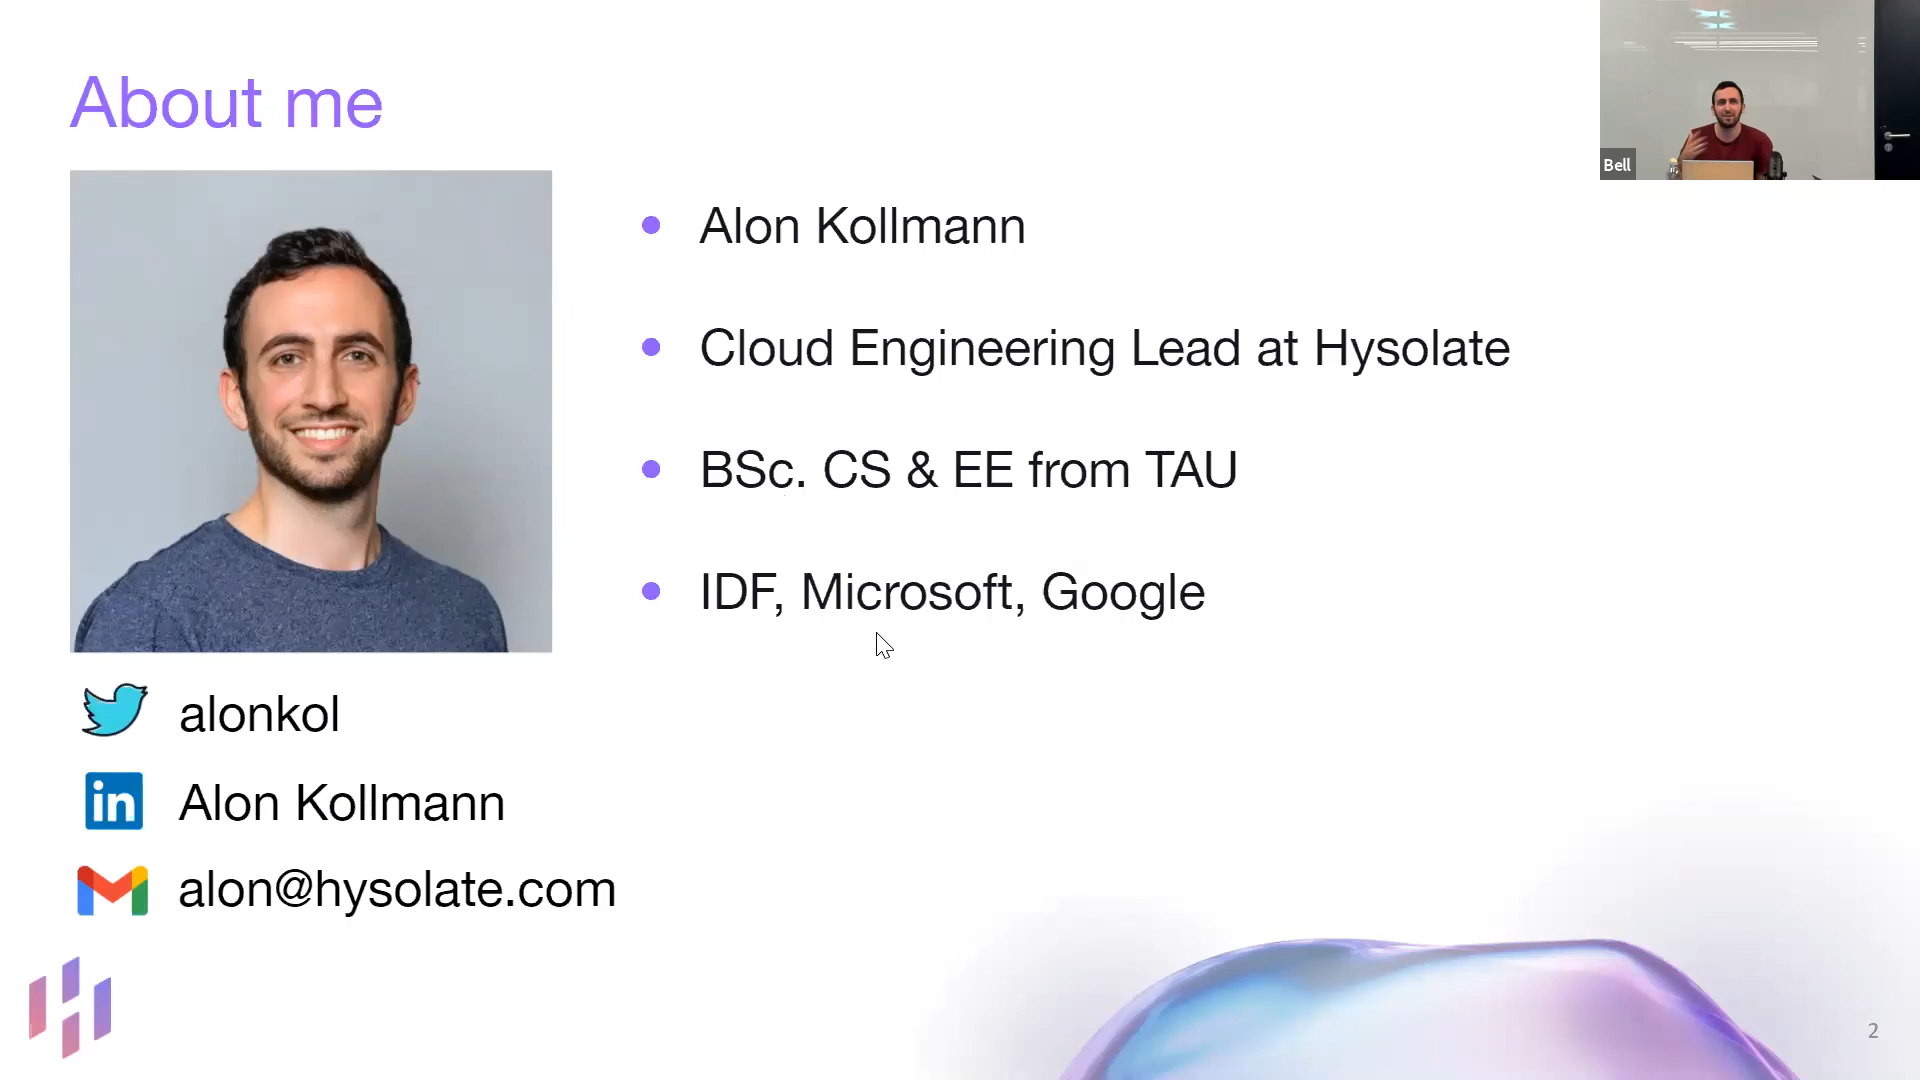 About me
Bell
Alon Kollmann
Cloud Engineering Lead at Hysolate
BSc. CS & EE from TAU
IDF, Microsoft, Google
alonkol
in
Alon Kollmann
alon@hysolate.com
2